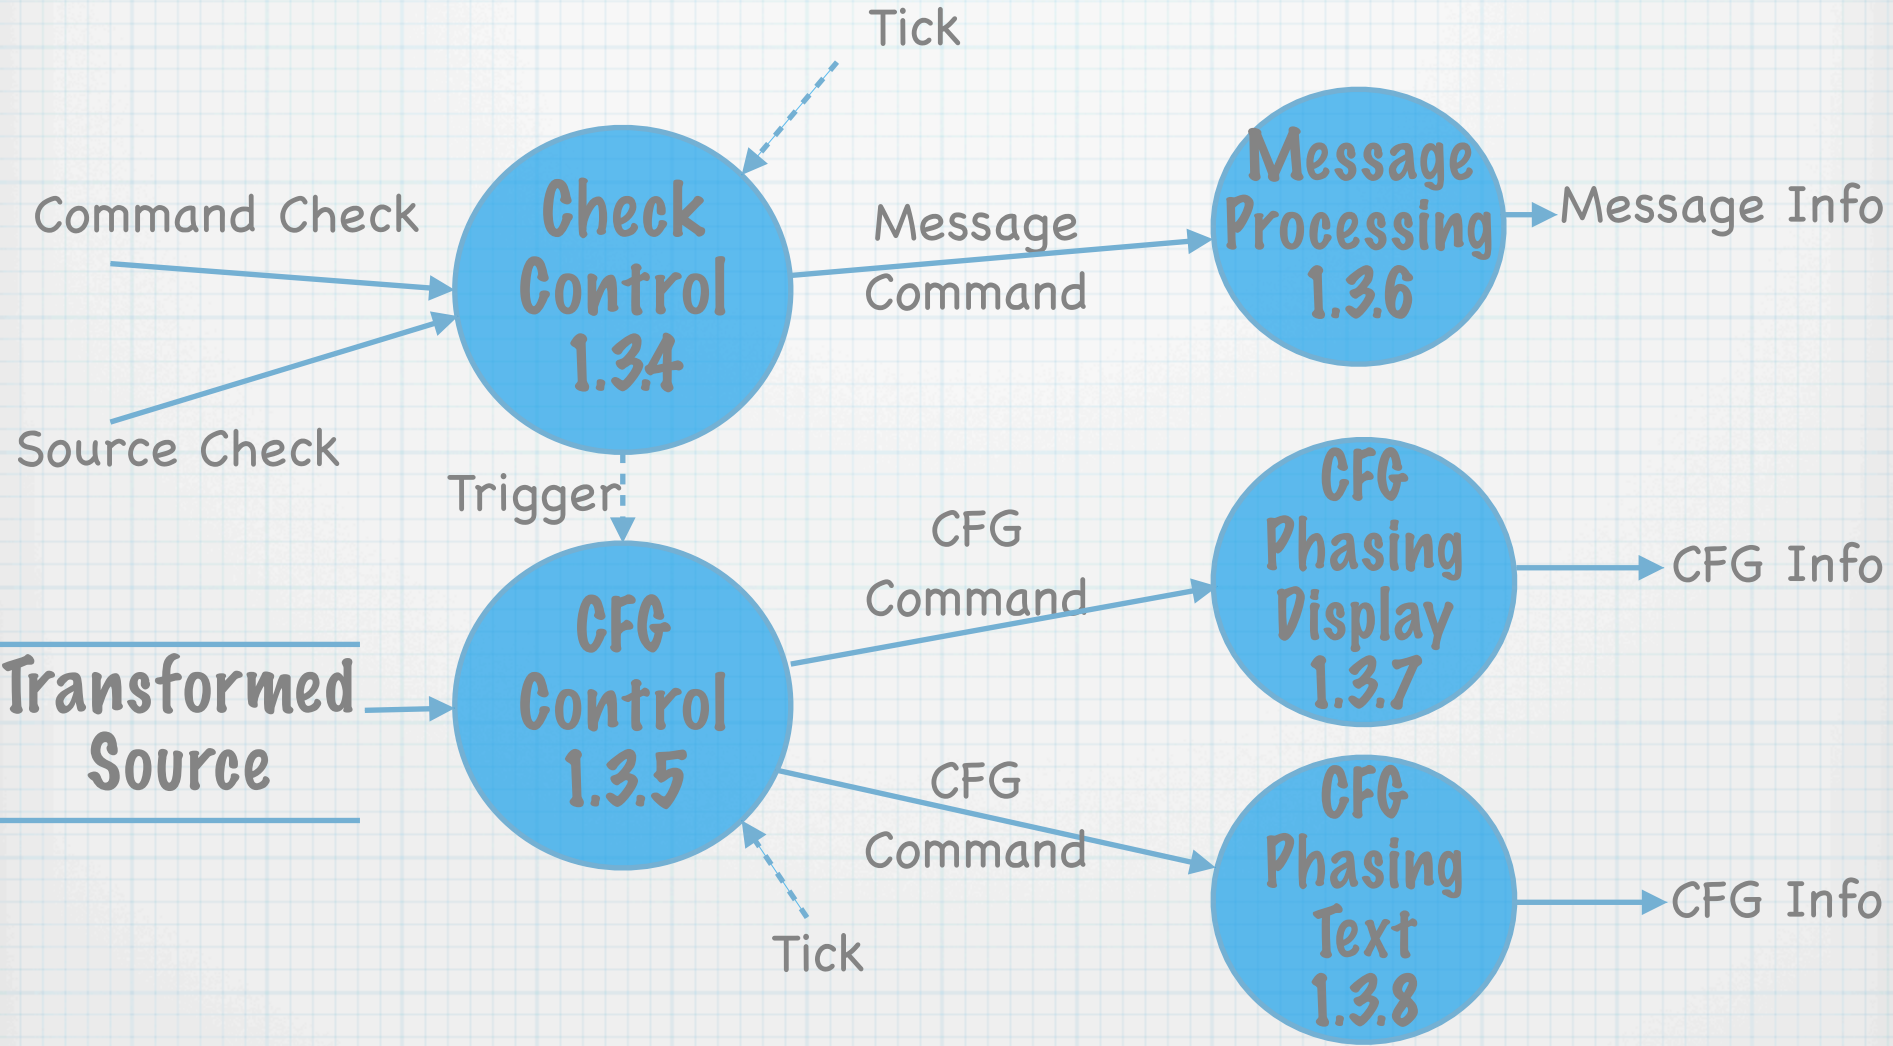 Tick
Command Check
Check
Control
1.3.4
Message
Command
Message
Processing
1.3.6
Message Info
Source Check
Trigger
CFG
Control
1.3.5
Transformed
Source
CFG
Command
CFG
Phasing
Display
1.3.7
CFG Info
CFG
Command
Tick
CFG
Phasing
Text
1.3.8
CFG Info